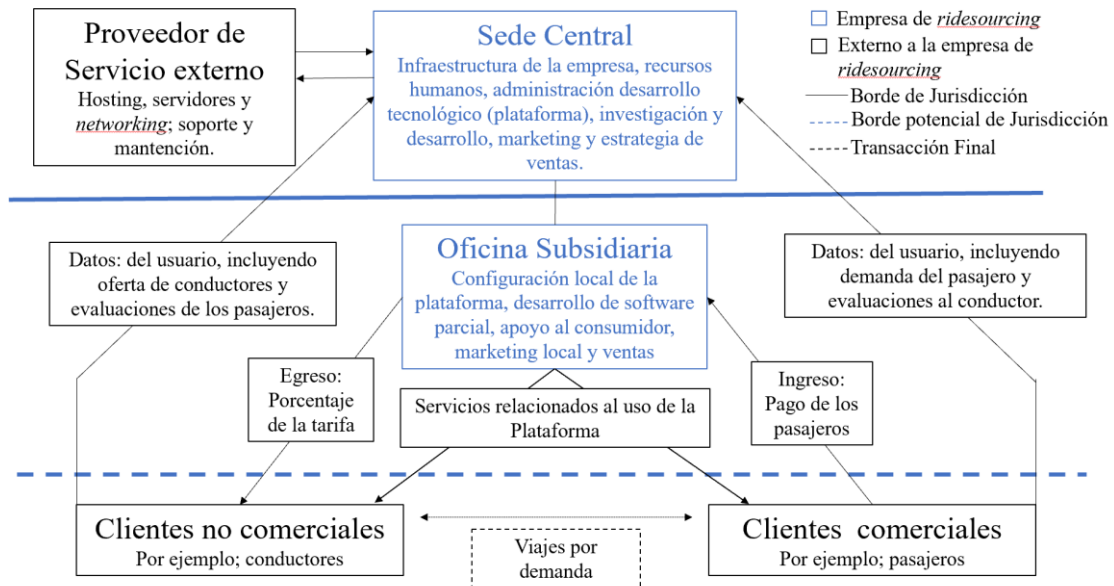 Proveedor de
Servicio externo
Hosting, servidores y
networking; soporte y
mantención.
Sede Central
Infraestructura de la empresa, recursos
humanos, administración desarrollo
tecnológico (plataforma), investigación y
desarrollo, marketing y estrategia de
ventas.
Empresa de ridesourcing
Externo a la empresa de
ridesourcing
Borde de Jurisdicción
Borde potencial de Jurisdicción
Transacción Final
Datos: del usuario, incluyendo
oferta de conductores y
evaluaciones de los pasajeros.
Oficina Subsidiaria
Configuración local de la
plataforma, desarrollo de software
parcial, apoyo al consumidor,
marketing local y ventas
Datos: del usuario, incluyendo
demanda del pasajero y
evaluaciones al conductor.
Egreso:
Porcentaje
de la tarifa
Servicios relacionados al uso de la
Plataforma
Ingreso:
Pago de los
pasajeros
Clientes no comerciales
Por ejemplo; conductores
Viajes por
demanda
Clientes comerciales
Por ejemplo; pasajeros